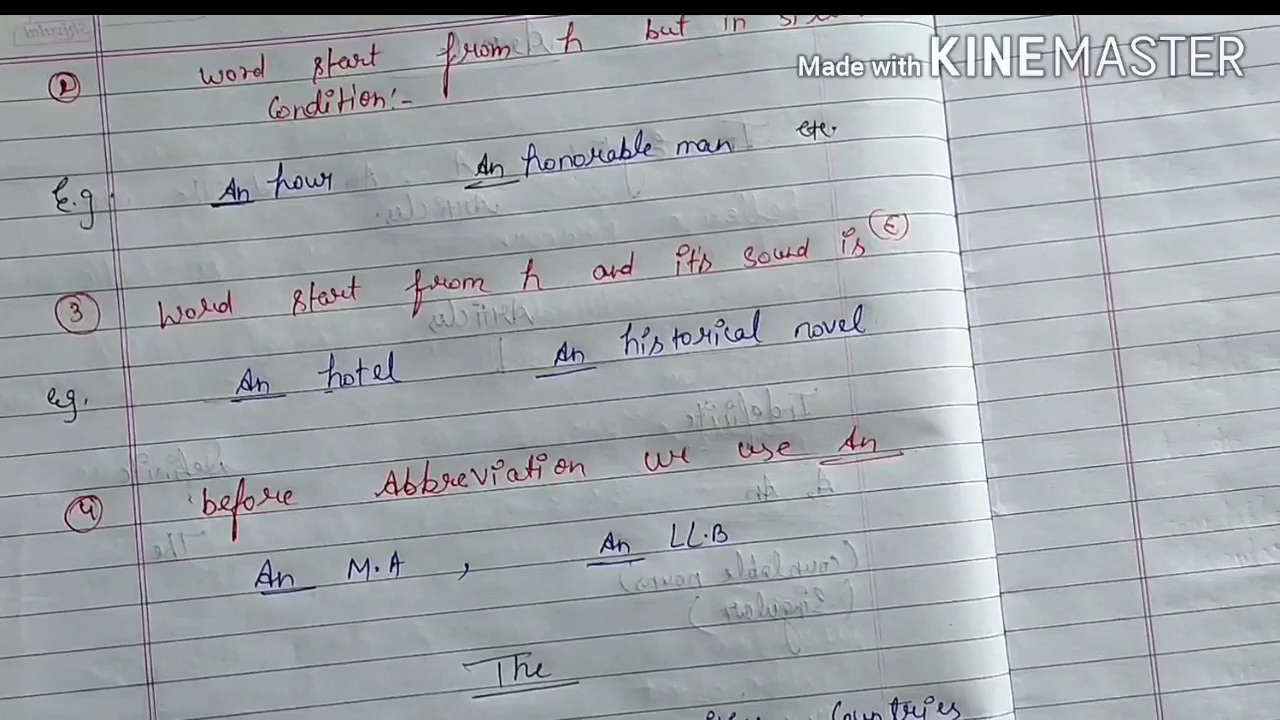 Made with KINEMASTER
② word start from h but in
Condition:-
E.g An hour An honorable man etc.
③ Word start from h and it's sound is (E)
eg. An hotel An historical novel
④ before Abbreviation we use An
An M.A , An LL.B
The
Countries